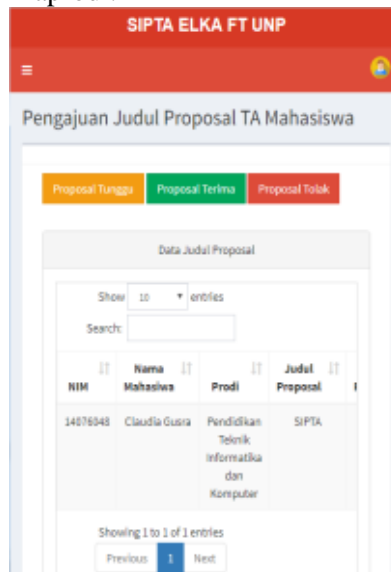 SIPTA ELKA FT UNP
Pengajuan Judul Proposal TA Mahasiswa
Proposal Tunggu Proposal Terima Proposal Tolak
Data Judul Proposal
Show 10 entries
Search:
NIM Nama Mahasiwa Prodi Judul Proposal
14076048 Claudia Gusra Pendidikan Teknik Informatika dan Komputer SIPTA
Showing 1 to 1 of 1 entries
Previous 1 Next